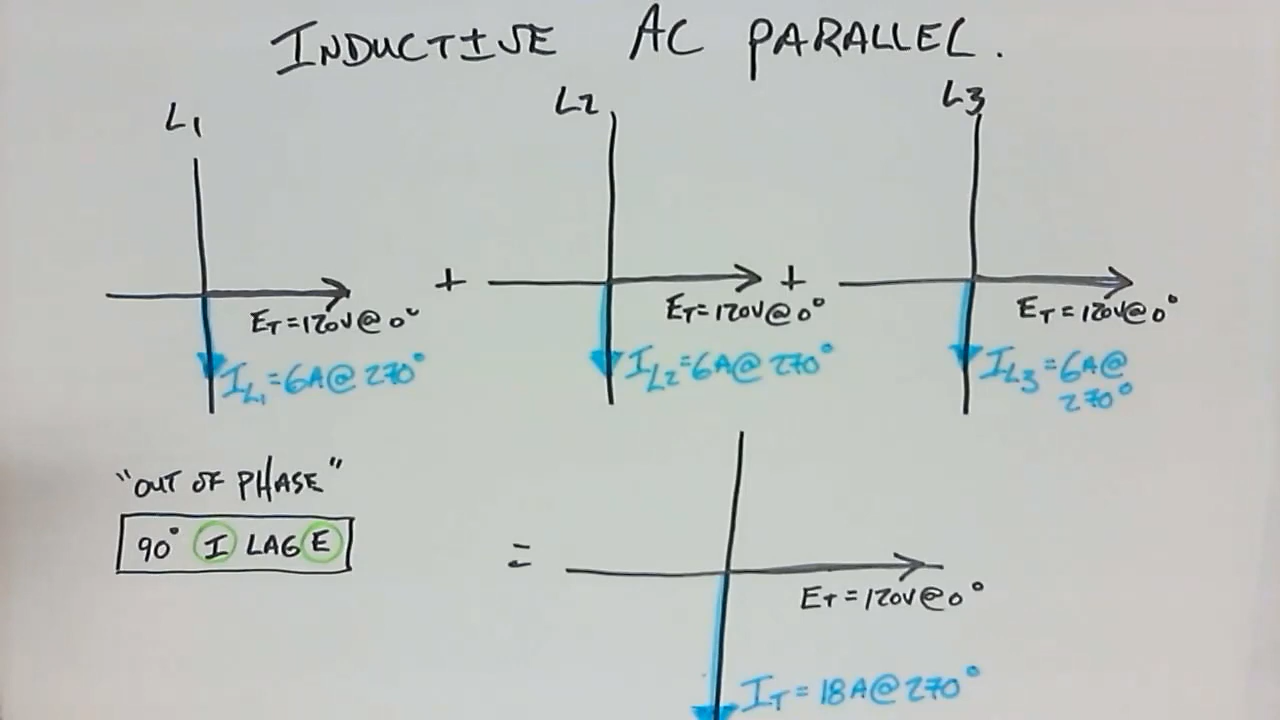 INDUCTIVE AC PARALLEL.
L1
L2
L3
+
+
ET=120V@0°
ET=120V@0°
ET=120V@0°
IL1=6A@270°
IL2=6A@270°
IL3=6A@
270°
"OUT OF PHASE"
90° I LAG E
=
ET=120V@0°
IT=18A@270°